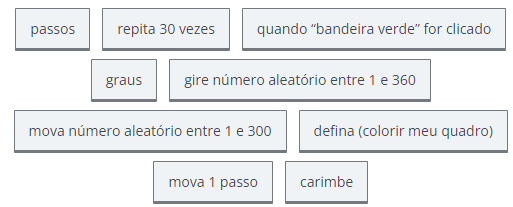 passos
repita 30 vezes
quando “bandeira verde” for clicado
graus
gire número aleatório entre 1 e 360
mova número aleatório entre 1 e 300
defina (colorir meu quadro)
mova 1 passo
carimbe